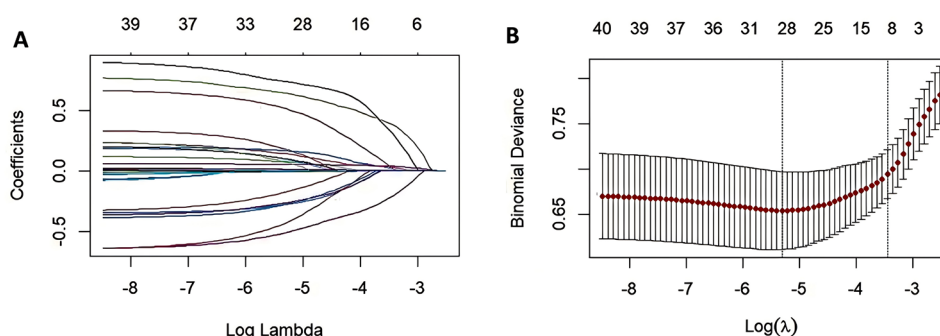 A
39 37 33 28 16 6
Coefficients
0.5
0.0
-0.5
-8 -7 -6 -5 -4 -3
Log Lambda
B
40 39 37 36 31 28 25 15 8 3
Binomial Deviance
0.75
0.65
-8 -7 -6 -5 -4 -3
Log(λ)